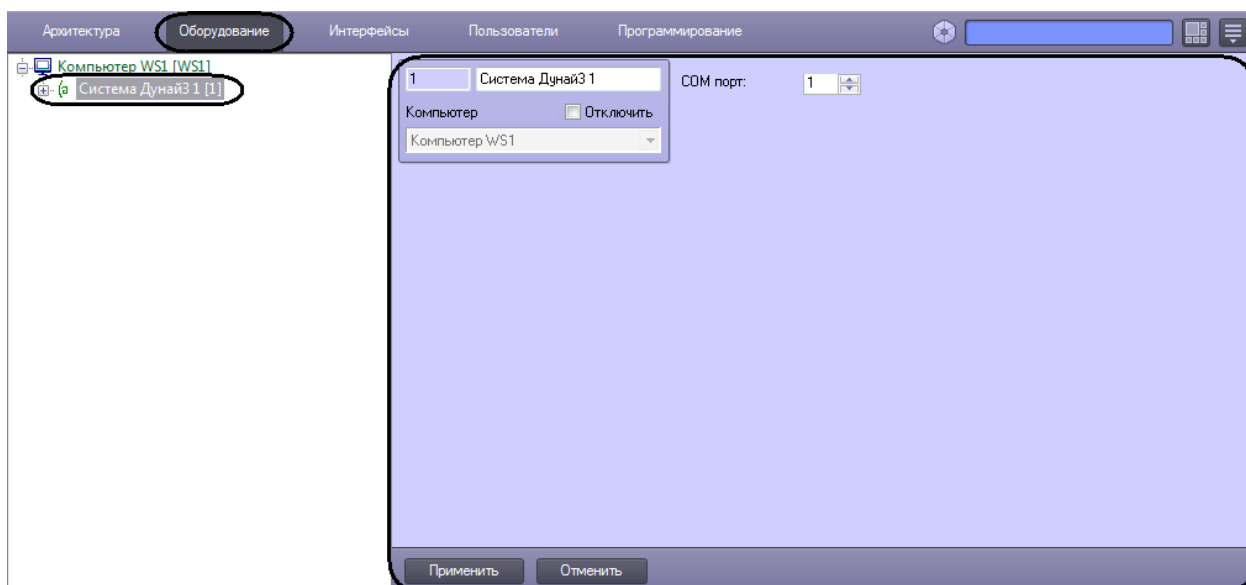 Архитектура Оборудование Интерфейсы Пользователи Программирование
Компьютер WS1 [WS1]
Система Дунай3 1 [1]
1 Система Дунай3 1 COM порт: 1
Компьютер Отключить
Компьютер WS1
Применить Отменить